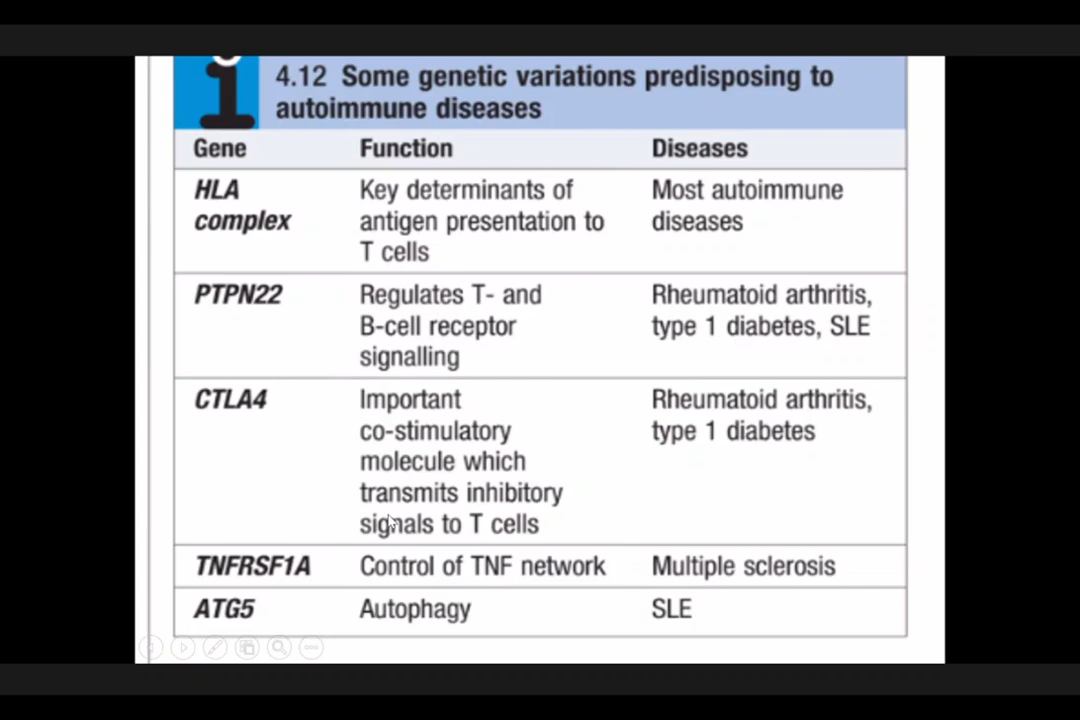 i
4.12 Some genetic variations predisposing to
autoimmune diseases
Gene Function Diseases
HLA
complex
Key determinants of
antigen presentation to
T cells
Most autoimmune
diseases
PTPN22
Regulates T- and
B-cell receptor
signalling
Rheumatoid arthritis,
type 1 diabetes, SLE
CTLA4
Important
co-stimulatory
molecule which
transmits inhibitory
signals to T cells
Rheumatoid arthritis,
type 1 diabetes
TNFRSF1A Control of TNF network Multiple sclerosis
ATG5 Autophagy SLE